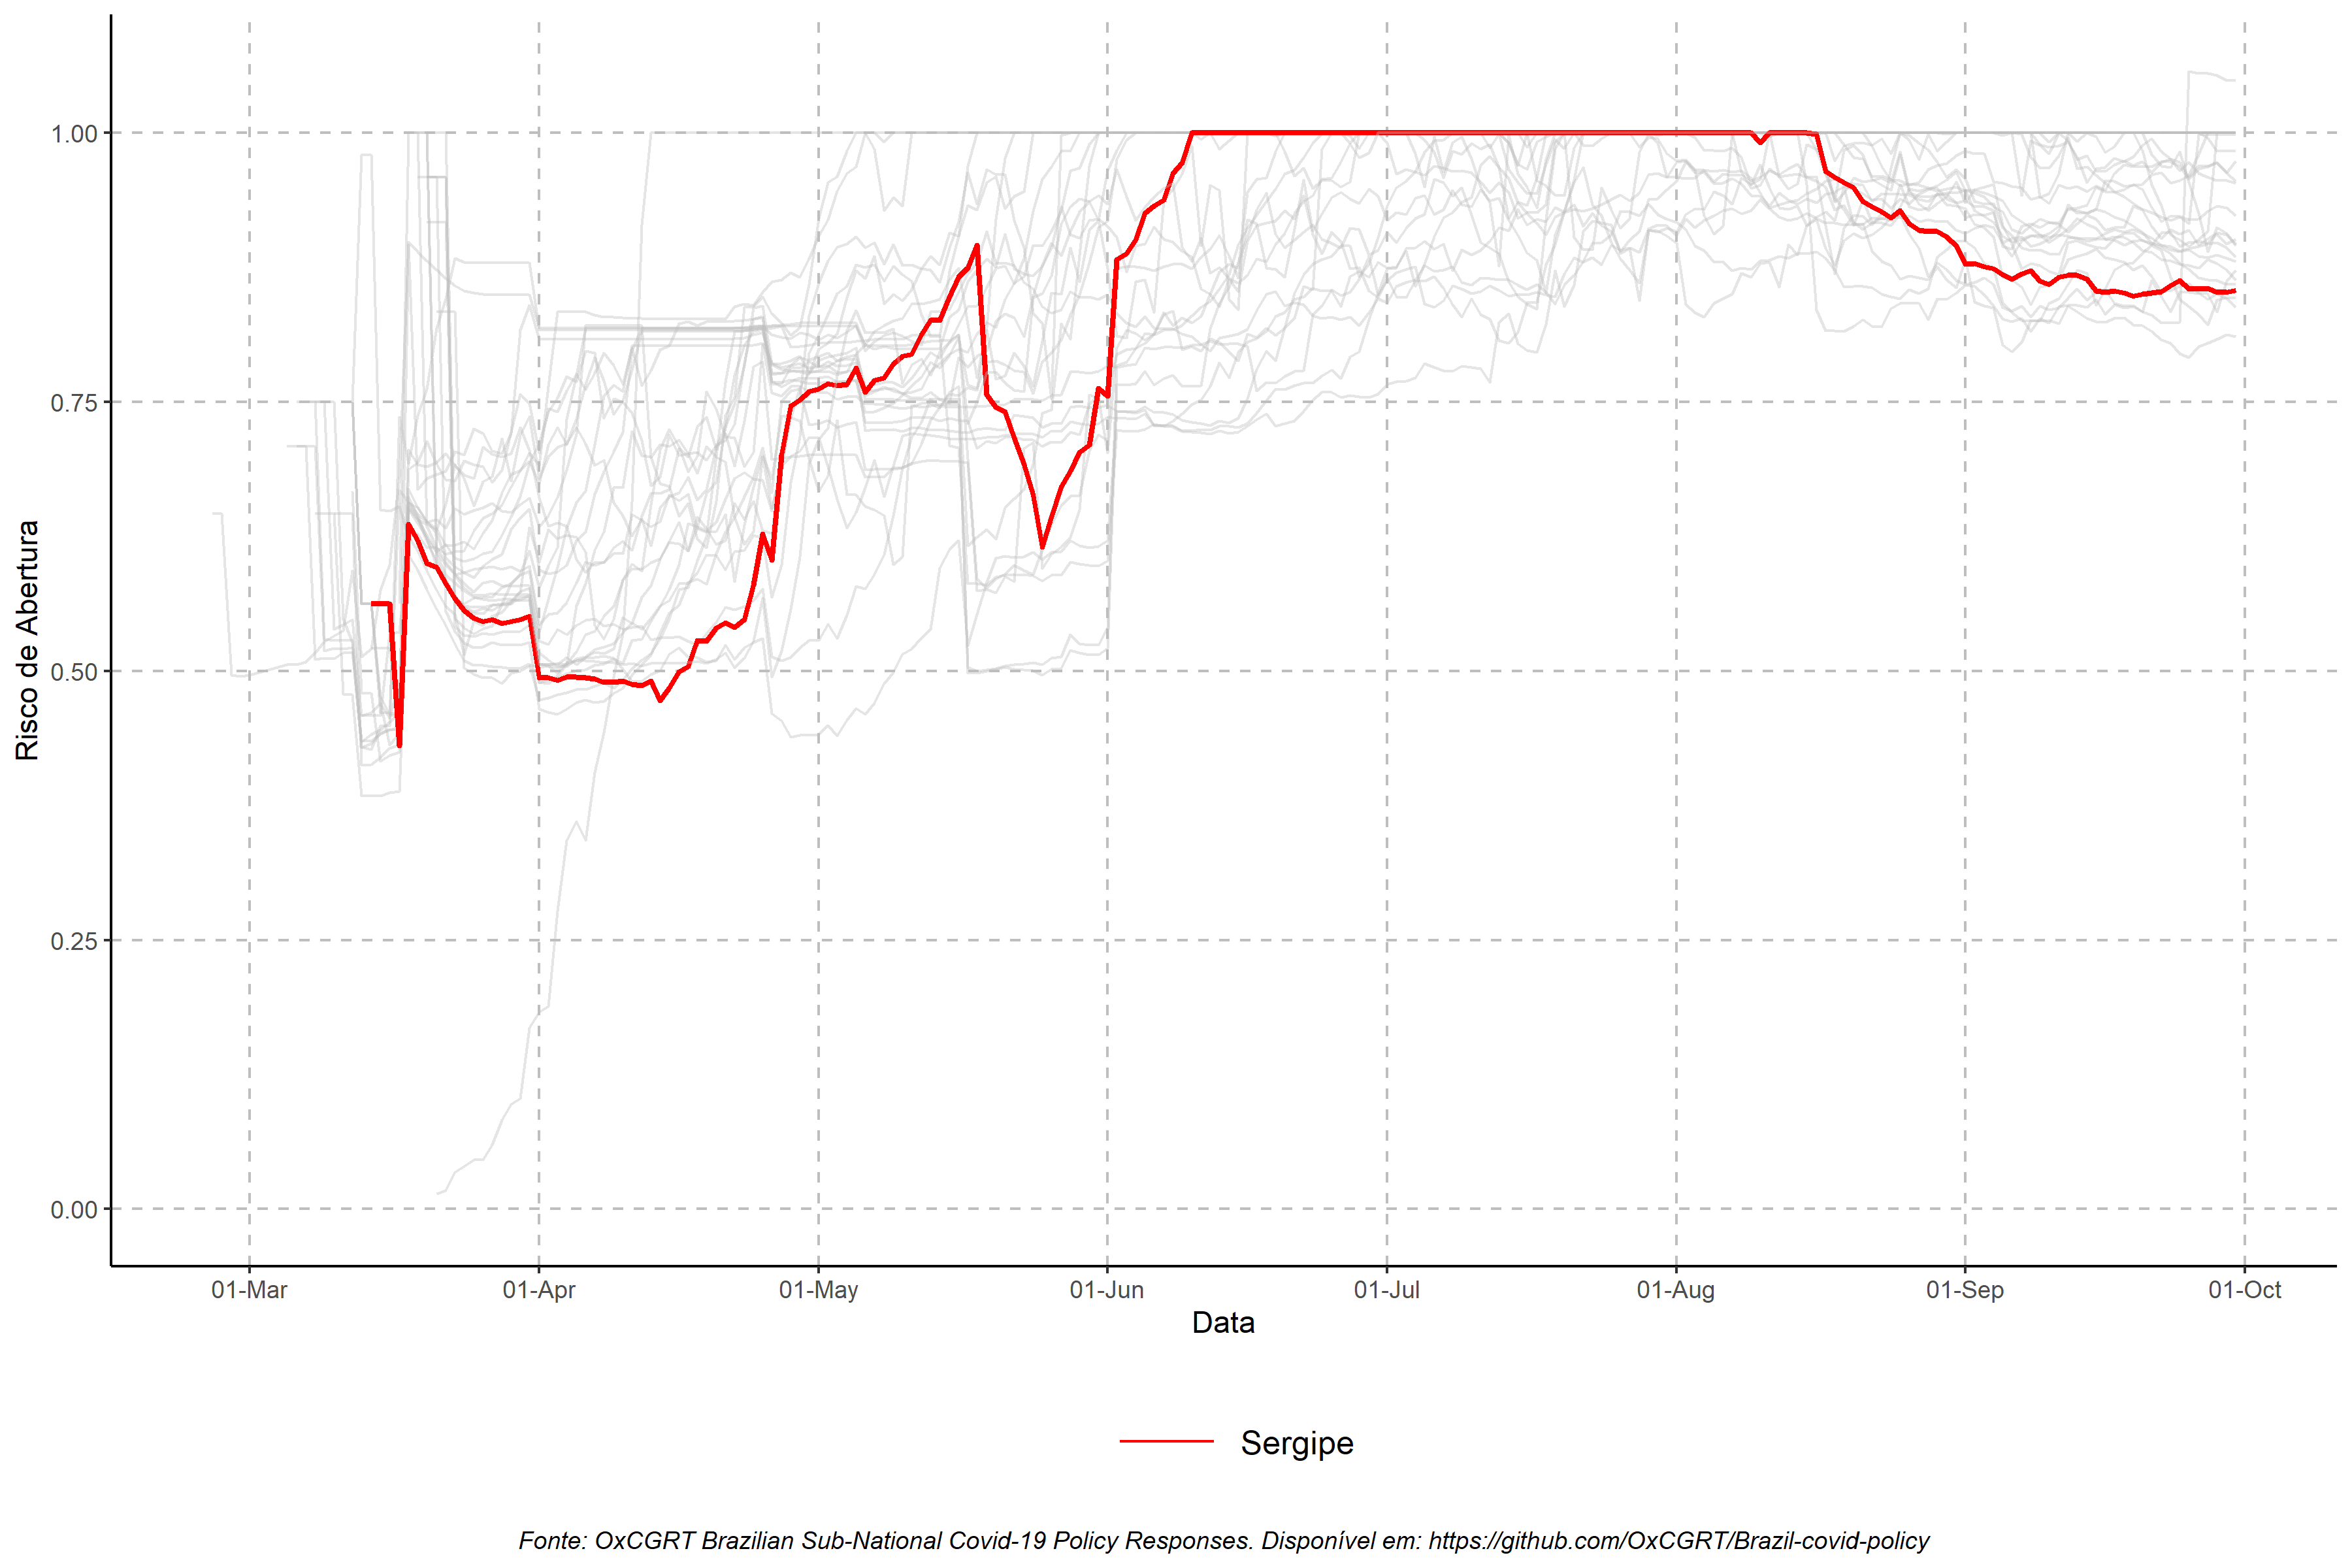 1.00
0.75
0.50
0.25
0.00
Risco de Abertura
01-Mar 01-Apr 01-May 01-Jun 01-Jul 01-Aug 01-Sep 01-Oct
Data
Sergipe
Fonte: OxCGRT Brazilian Sub-National Covid-19 Policy Responses. Disponível em: https://github.com/OxCGRT/Brazil-covid-policy